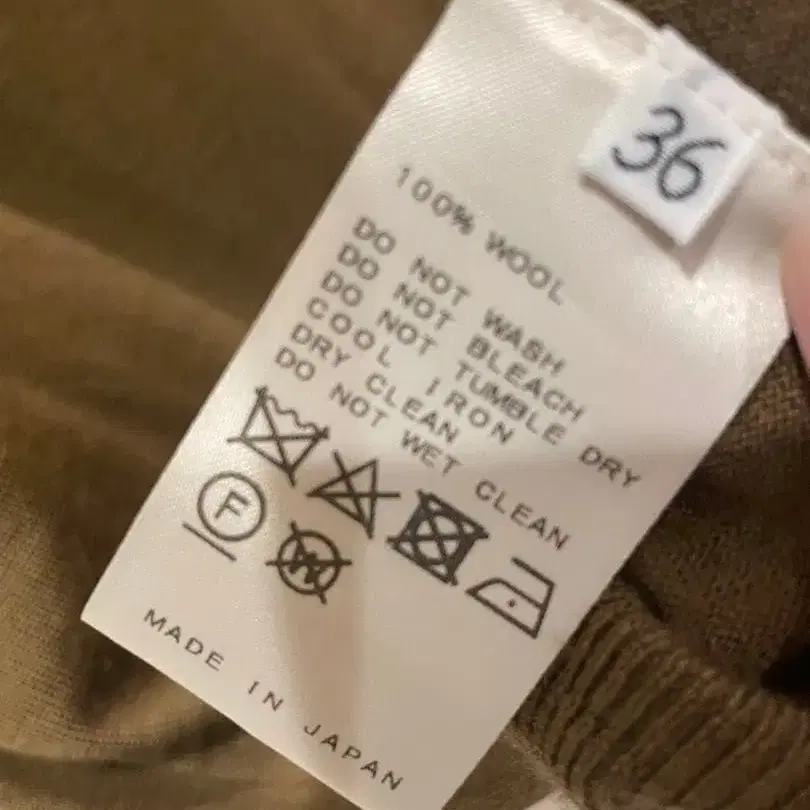 36
100% WOOL
DO NOT WASH
DO NOT BLEACH
DO NOT TUMBLE DRY
COOL IRON
DRY CLEAN
DO NOT WET CLEAN
F
W
MADE IN JAPAN